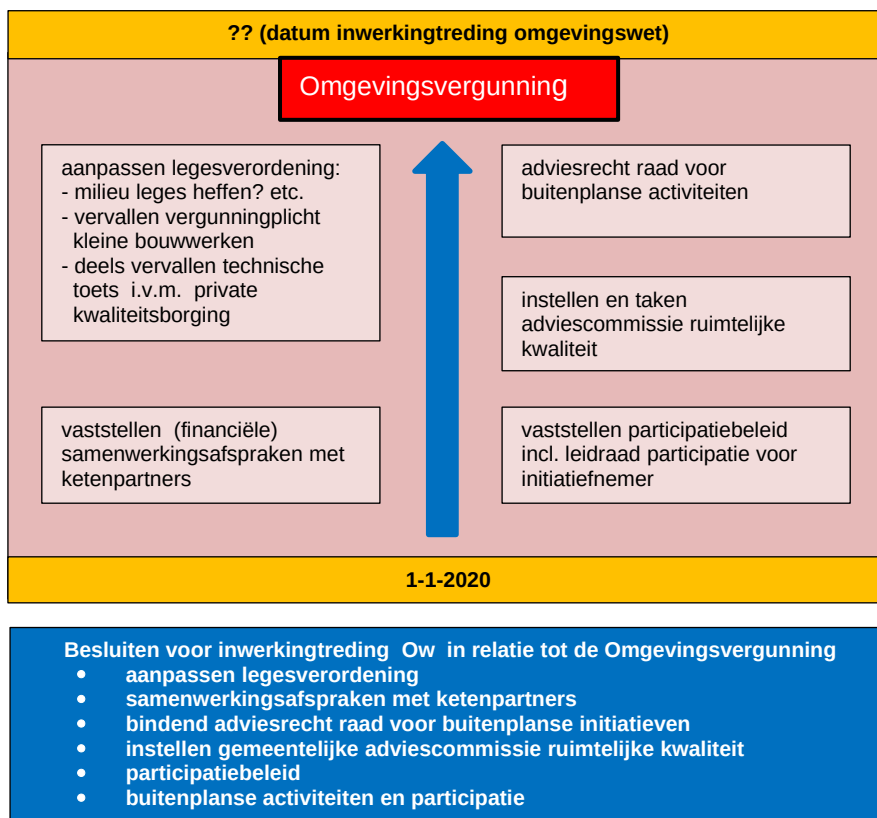 ?? (datum inwerkingtreding omgevingswet)
Omgevingsvergunning
aanpassen legesverordening:
- milieu leges heffen? etc.
- vervallen vergunningplicht
kleine bouwwerken
- deels vervallen technische
toets i.v.m. private
kwaliteitsborging
adviesrecht raad voor
buitenplanse activiteiten
instellen en taken
adviescommissie ruimtelijke
kwaliteit
vaststellen (financiële)
samenwerkingsafspraken met
ketenpartners
vaststellen participatiebeleid
incl. leidraad participatie voor
initiatiefnemer
1-1-2020
Besluiten voor inwerkingtreding Ow in relatie tot de Omgevingsvergunning
• aanpassen legesverordening
• samenwerkingsafspraken met ketenpartners
• bindend adviesrecht raad voor buitenplanse initiatieven
• instellen gemeentelijke adviescommissie ruimtelijke kwaliteit
• participatiebeleid
• buitenplanse activiteiten en participatie